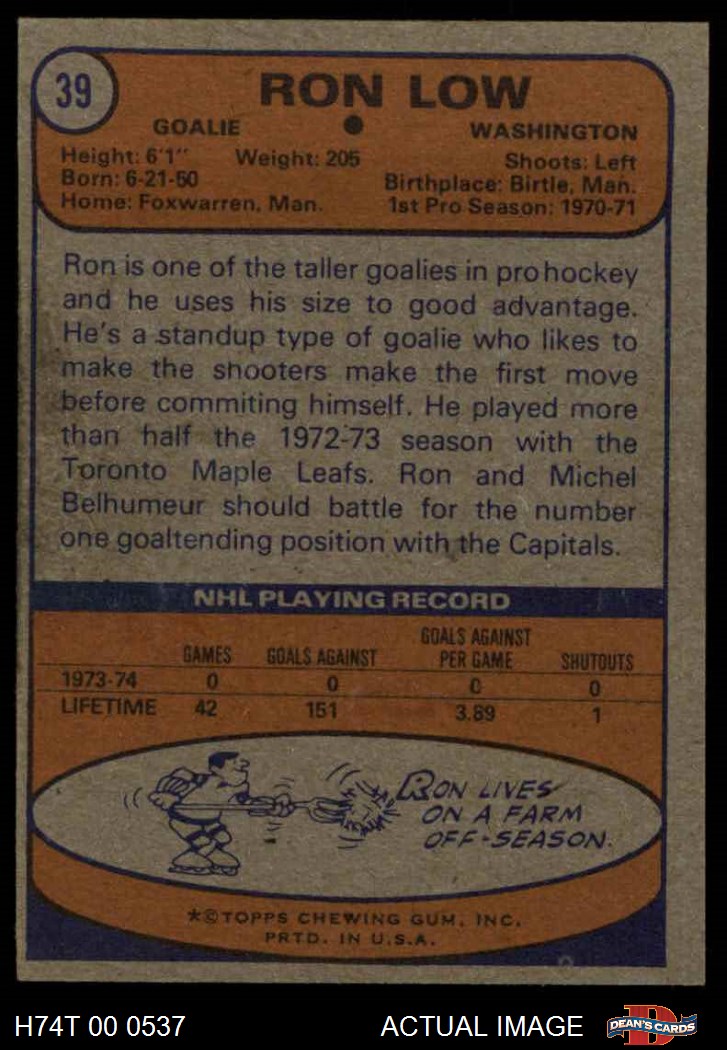 39
RON LOW
GOALIE • WASHINGTON
Height: 6'1" Weight: 205 Shoots: Left
Born: 6-21-50 Birthplace: Birtle, Man.
Home: Foxwarren, Man. 1st Pro Season: 1970-71
Ron is one of the taller goalies in pro hockey
and he uses his size to good advantage.
He's a standup type of goalie who likes to
make the shooters make the first move
before commiting himself. He played more
than half the 1972-73 season with the
Toronto Maple Leafs. Ron and Michel
Belhumeur should battle for the number
one goaltending position with the Capitals.
NHL PLAYING RECORD
GAMES GOALS AGAINST GOALS AGAINST PER GAME SHUTOUTS
1973-74 0 0 0 0
LIFETIME 42 151 3.89 1
RON LIVES
ON A FARM
OFF-SEASON.
*©TOPPS CHEWING GUM, INC.
PRTD. IN U.S.A.
H74T 00 0537 ACTUAL IMAGE D DEAN'S CARDS